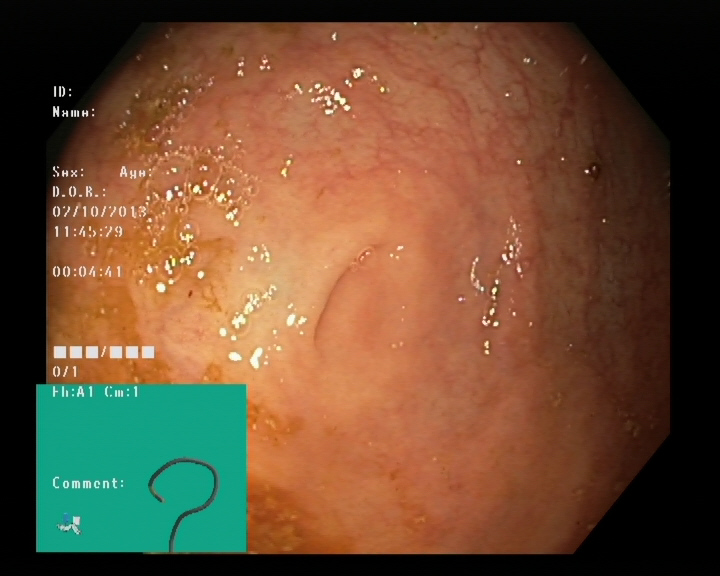 ID:
Name:
Sex: Age:
D.O.R.:
02/10/2013
11:45:29
00:04:41
■■■/■■■
0/1
Eh:A1 Cm:1
Comment: